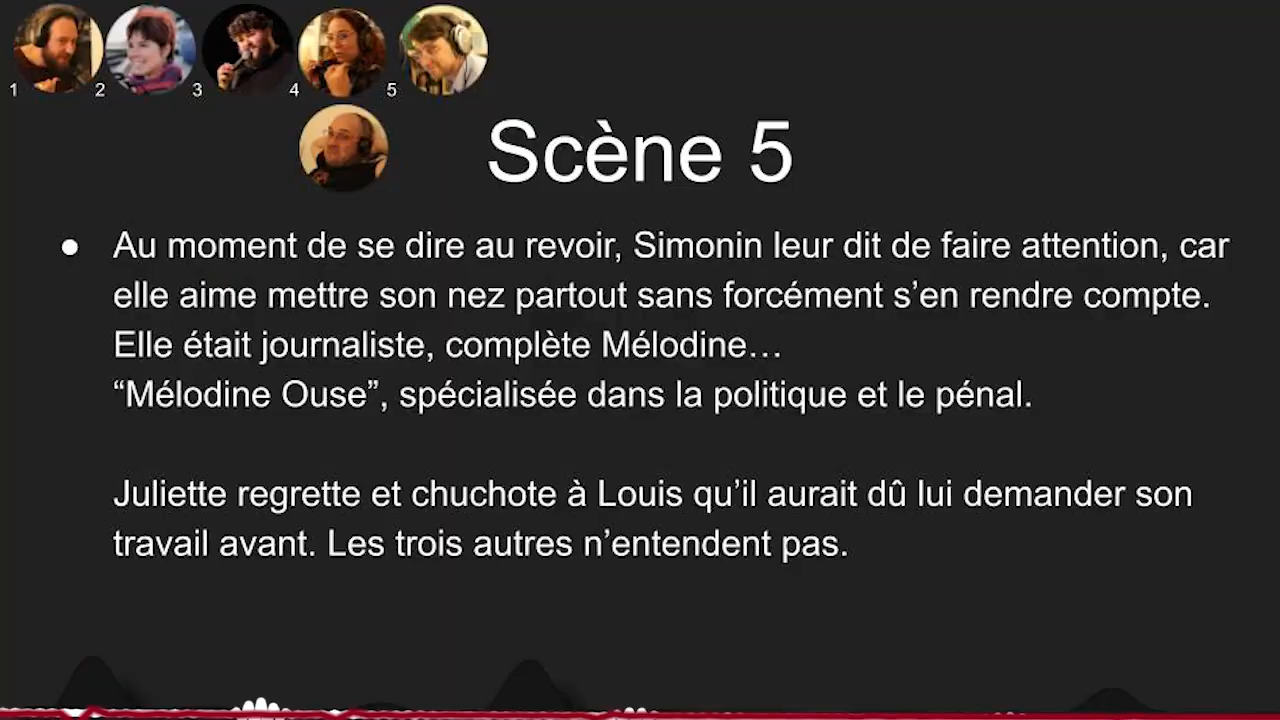 1 2 3 4 5
Scène 5
● Au moment de se dire au revoir, Simonin leur dit de faire attention, car
elle aime mettre son nez partout sans forcément s’en rendre compte.
Elle était journaliste, complète Mélodine…
“Mélodine Ouse”, spécialisée dans la politique et le pénal.
Juliette regrette et chuchote à Louis qu’il aurait dû lui demander son
travail avant. Les trois autres n’entendent pas.